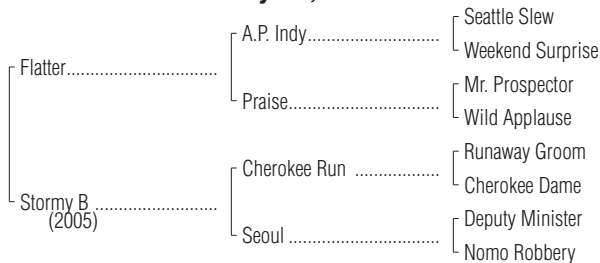 Seattle Slew
A.P. Indy
Weekend Surprise
Flatter
Mr. Prospector
Praise
Wild Applause
Runaway Groom
Cherokee Run
Cherokee Dame
Stormy B
(2005)
Deputy Minister
Seoul
Nomo Robbery